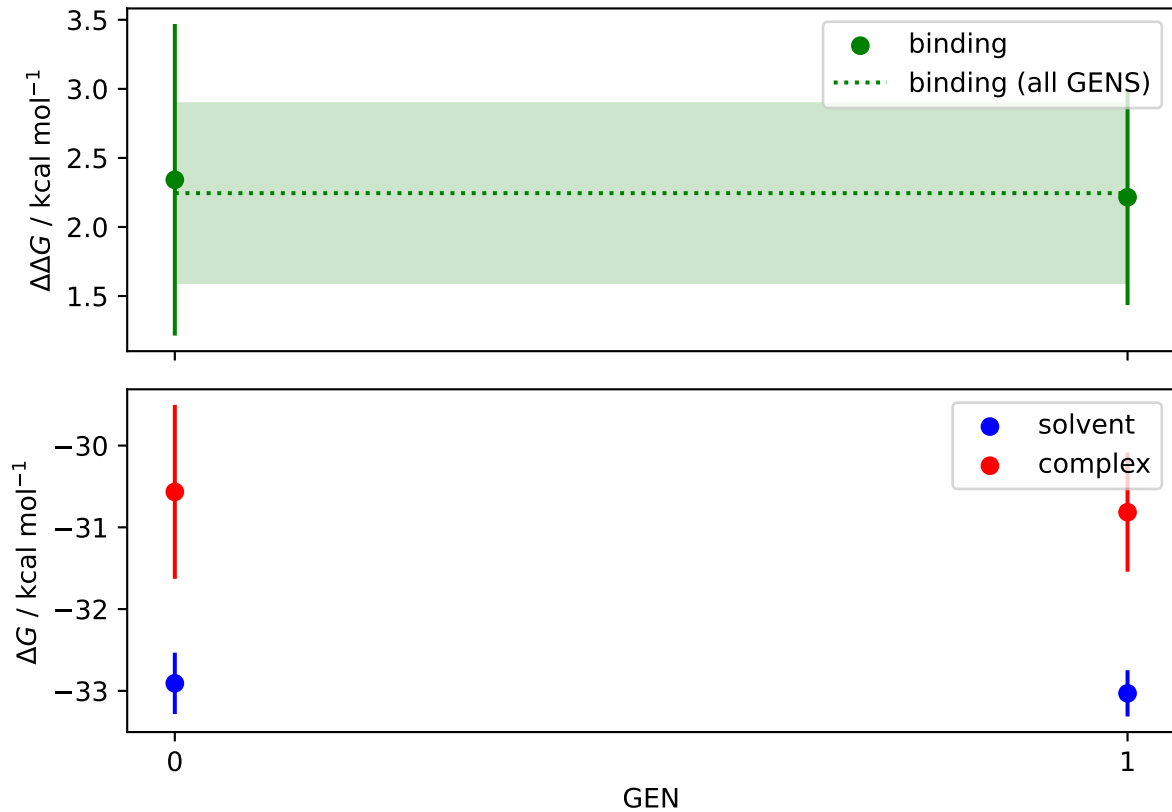 3.5
3.0
2.5
2.0
1.5
ΔΔG / kcal mol⁻¹
binding
binding (all GENS)
−30
−31
−32
−33
ΔG / kcal mol⁻¹
solvent
complex
0
1
GEN